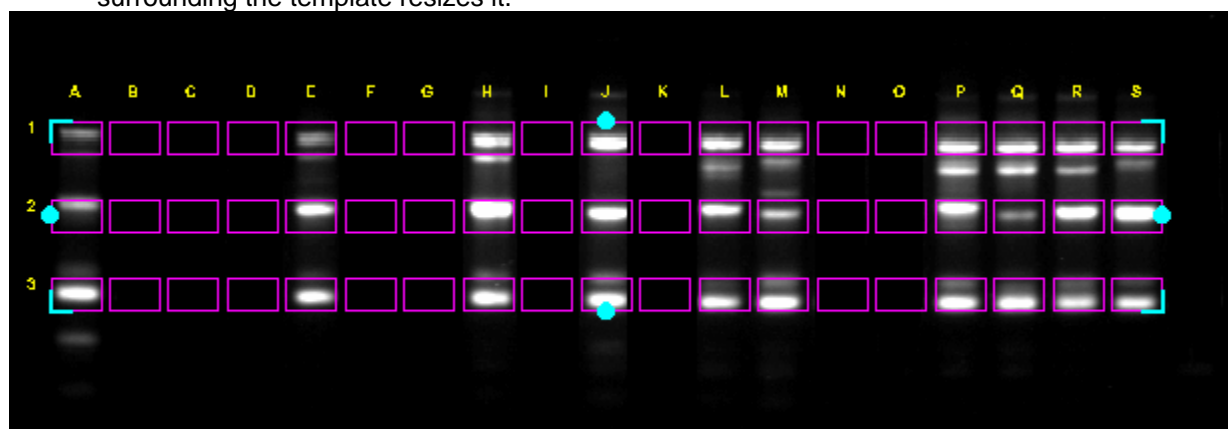 surrounding the template resizes it.
A B C D E F G H I J K L M N O P Q R S
1
2
3